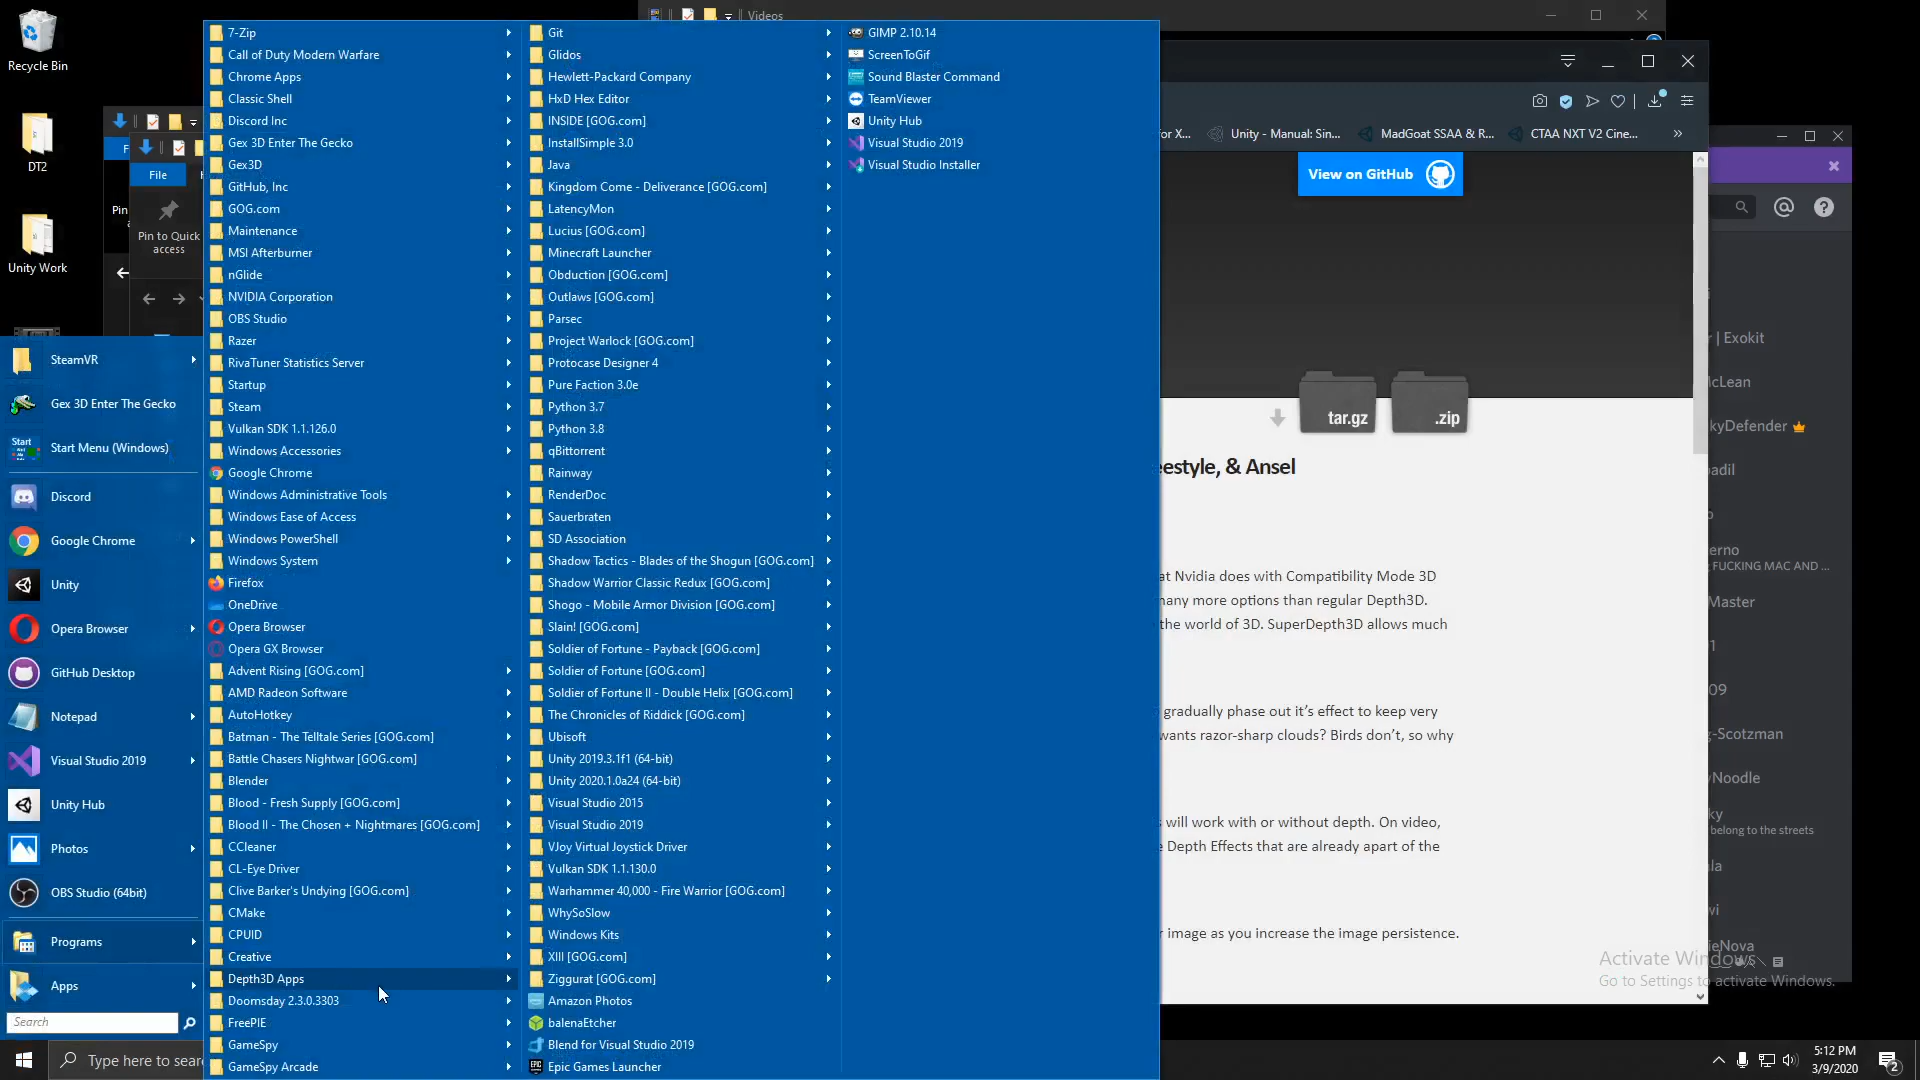 Recycle Bin
DT2
Unity Work
Videos
File
Pin to Quick
access
SteamVR
Gex 3D Enter The Gecko
Start Menu (Windows)
Discord
Google Chrome
Unity
Opera Browser
GitHub Desktop
Notepad
Visual Studio 2019
Unity Hub
Photos
OBS Studio (64bit)
Programs
Apps
Search
Type here to sear
7-Zip
Call of Duty Modern Warfare
Chrome Apps
Classic Shell
Discord Inc
Gex 3D Enter The Gecko
Gex3D
GitHub, Inc
GOG.com
Maintenance
MSI Afterburner
nGlide
NVIDIA Corporation
OBS Studio
Razer
RivaTuner Statistics Server
Startup
Steam
Vulkan SDK 1.1.126.0
Windows Accessories
Google Chrome
Windows Administrative Tools
Windows Ease of Access
Windows PowerShell
Windows System
Firefox
OneDrive
Opera Browser
Opera GX Browser
Advent Rising [GOG.com]
AMD Radeon Software
AutoHotkey
Batman - The Telltale Series [GOG.com]
Battle Chasers Nightwar [GOG.com]
Blender
Blood - Fresh Supply [GOG.com]
Blood II - The Chosen + Nightmares [GOG.com]
CCleaner
CL-Eye Driver
Clive Barker's Undying [GOG.com]
CMake
CPUID
Creative
Depth3D Apps
Doomsday 2.3.0.3303
FreePIE
GameSpy
GameSpy Arcade
Git
Glidos
Hewlett-Packard Company
HxD Hex Editor
INSIDE [GOG.com]
InstallSimple 3.0
Java
Kingdom Come - Deliverance [GOG.com]
LatencyMon
Lucius [GOG.com]
Minecraft Launcher
Obduction [GOG.com]
Outlaws [GOG.com]
Parsec
Project Warlock [GOG.com]
Protocase Designer 4
Pure Faction 3.0e
Python 3.7
Python 3.8
qBittorrent
Rainway
RenderDoc
Sauerbraten
SD Association
Shadow Tactics - Blades of the Shogun [GOG.com]
Shadow Warrior Classic Redux [GOG.com]
Shogo - Mobile Armor Division [GOG.com]
Slain! [GOG.com]
Soldier of Fortune - Payback [GOG.com]
Soldier of Fortune [GOG.com]
Soldier of Fortune II - Double Helix [GOG.com]
The Chronicles of Riddick [GOG.com]
Ubisoft
Unity 2019.3.1f1 (64-bit)
Unity 2020.1.0a24 (64-bit)
Visual Studio 2015
Visual Studio 2019
VJoy Virtual Joystick Driver
Vulkan SDK 1.1.130.0
Warhammer 40,000 - Fire Warrior [GOG.com]
WhySoSlow
Windows Kits
XIII [GOG.com]
Ziggurat [GOG.com]
Amazon Photos
balenaEtcher
Blend for Visual Studio 2019
Epic Games Launcher
GIMP 2.10.14
ScreenToGif
Sound Blaster Command
TeamViewer
Unity Hub
Visual Studio 2019
Visual Studio Installer
for X... Unity - Manual: Sin... MadGoat SSAA & R... CTAA NXT V2 Cine...
View on GitHub
tar.gz .zip
eestyle, & Ansel
at Nvidia does with Compatibility Mode 3D
many more options than regular Depth3D.
the world of 3D. SuperDepth3D allows much
gradually phase out it's effect to keep very
wants razor-sharp clouds? Birds don't, so why
s will work with or without depth. On video,
e Depth Effects that are already apart of the
r image as you increase the image persistence.
r | Exokit
cLean
kyDefender
adil
erno
FUCKING MAC AND ...
Master
09
g-Scotzman
yNoodle
ky
belong to the streets
ieNova
Activate Windows
Go to Settings to activate Windows.
5:12 PM
3/9/2020
2